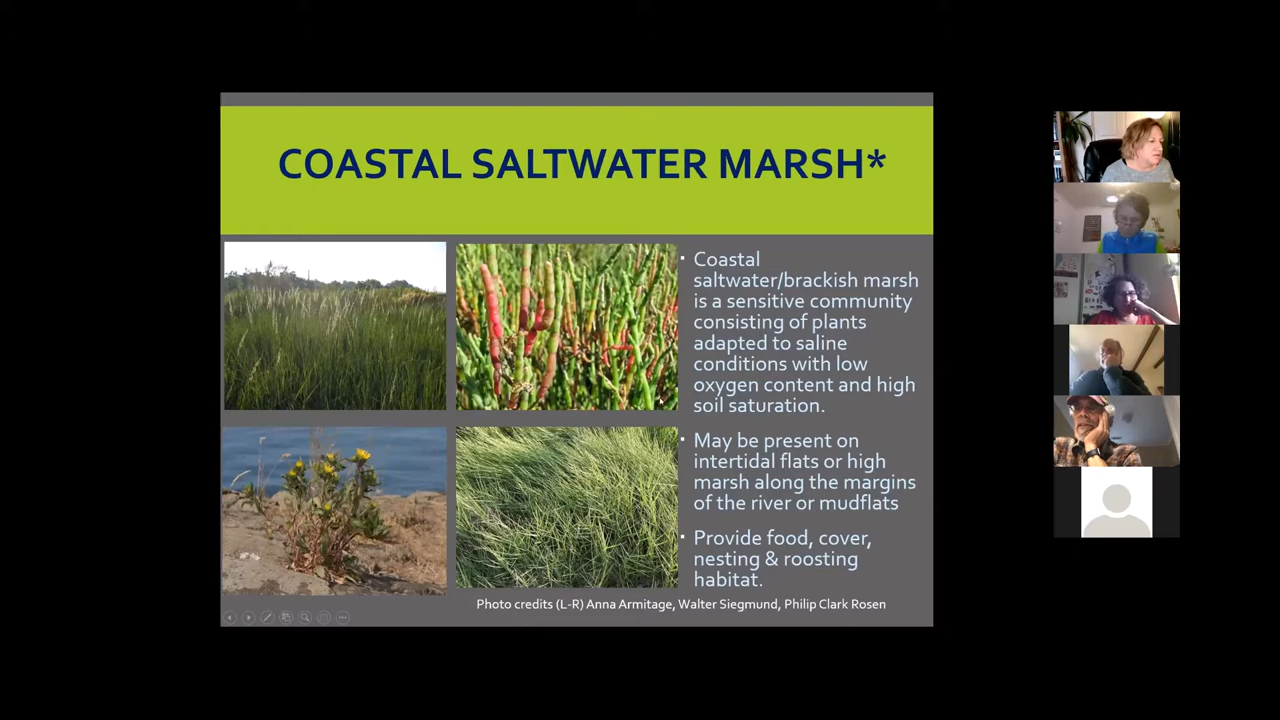 COASTAL SALTWATER MARSH*
▪ Coastal
saltwater/brackish marsh
is a sensitive community
consisting of plants
adapted to saline
conditions with low
oxygen content and high
soil saturation.
▪ May be present on
intertidal flats or high
marsh along the margins
of the river or mudflats
▪ Provide food, cover,
nesting & roosting
habitat.
Photo credits (L-R) Anna Armitage, Walter Siegmund, Philip Clark Rosen